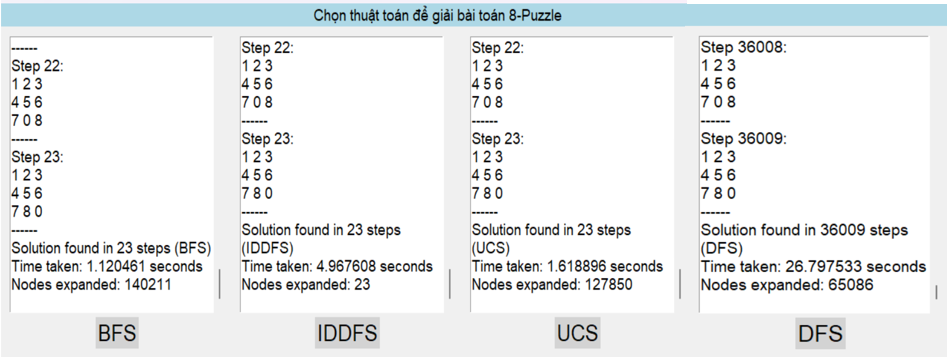 Chọn thuật toán để giải bài toán 8-Puzzle
------
Step 22:
1 2 3
4 5 6
7 0 8
------
Step 23:
1 2 3
4 5 6
7 8 0
------
Solution found in 23 steps (BFS)
Time taken: 1.120461 seconds
Nodes expanded: 140211
BFS
Step 22:
1 2 3
4 5 6
7 0 8
------
Step 23:
1 2 3
4 5 6
7 8 0
------
Solution found in 23 steps
(IDDFS)
Time taken: 4.967608 seconds
Nodes expanded: 23
IDDFS
Step 22:
1 2 3
4 5 6
7 0 8
------
Step 23:
1 2 3
4 5 6
7 8 0
------
Solution found in 23 steps
(UCS)
Time taken: 1.618896 seconds
Nodes expanded: 127850
UCS
Step 36008:
1 2 3
4 5 6
7 0 8
------
Step 36009:
1 2 3
4 5 6
7 8 0
------
Solution found in 36009 steps
(DFS)
Time taken: 26.797533 seconds
Nodes expanded: 65086
DFS